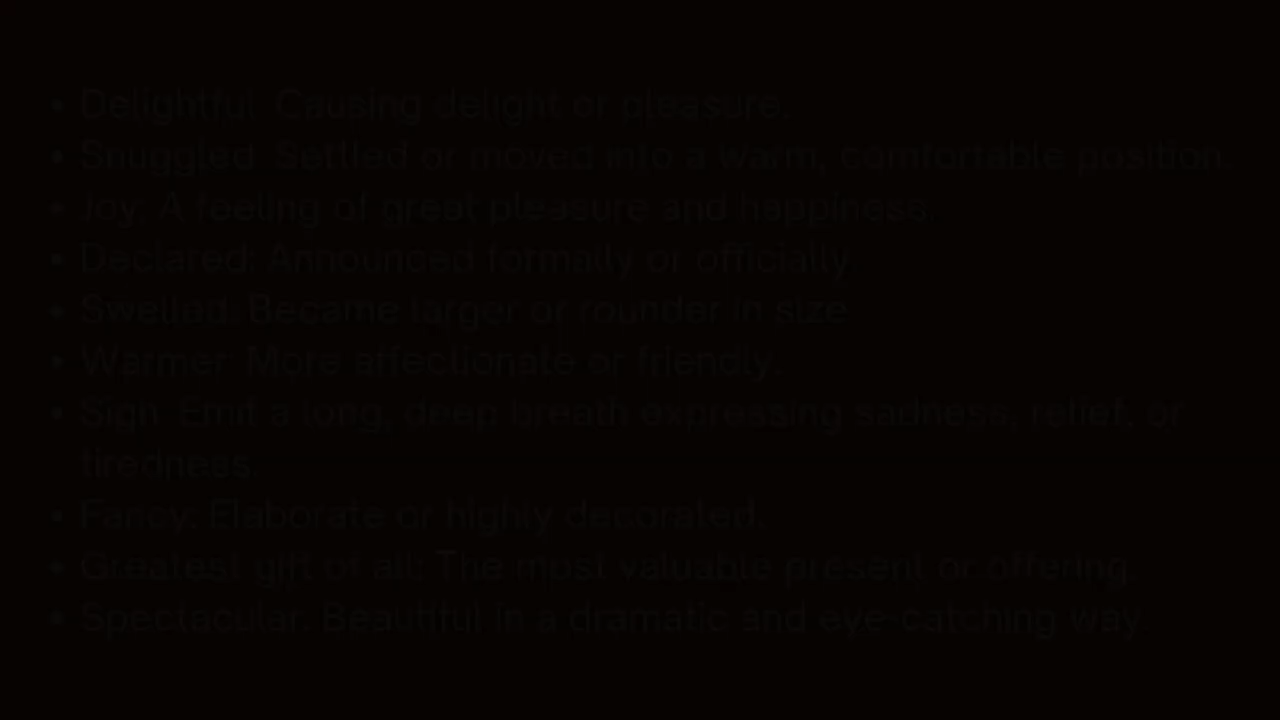 • Delightful: Causing delight or pleasure.
• Snuggled: Settled or moved into a warm, comfortable position.
• Joy: A feeling of great pleasure and happiness.
• Declared: Announced formally or officially.
• Swelled: Became larger or rounder in size.
• Warmer: More affectionate or friendly.
• Sigh: Emit a long, deep breath expressing sadness, relief, or
tiredness.
• Fancy: Elaborate or highly decorated.
• Greatest gift of all: The most valuable present or offering.
• Spectacular: Beautiful in a dramatic and eye-catching way.